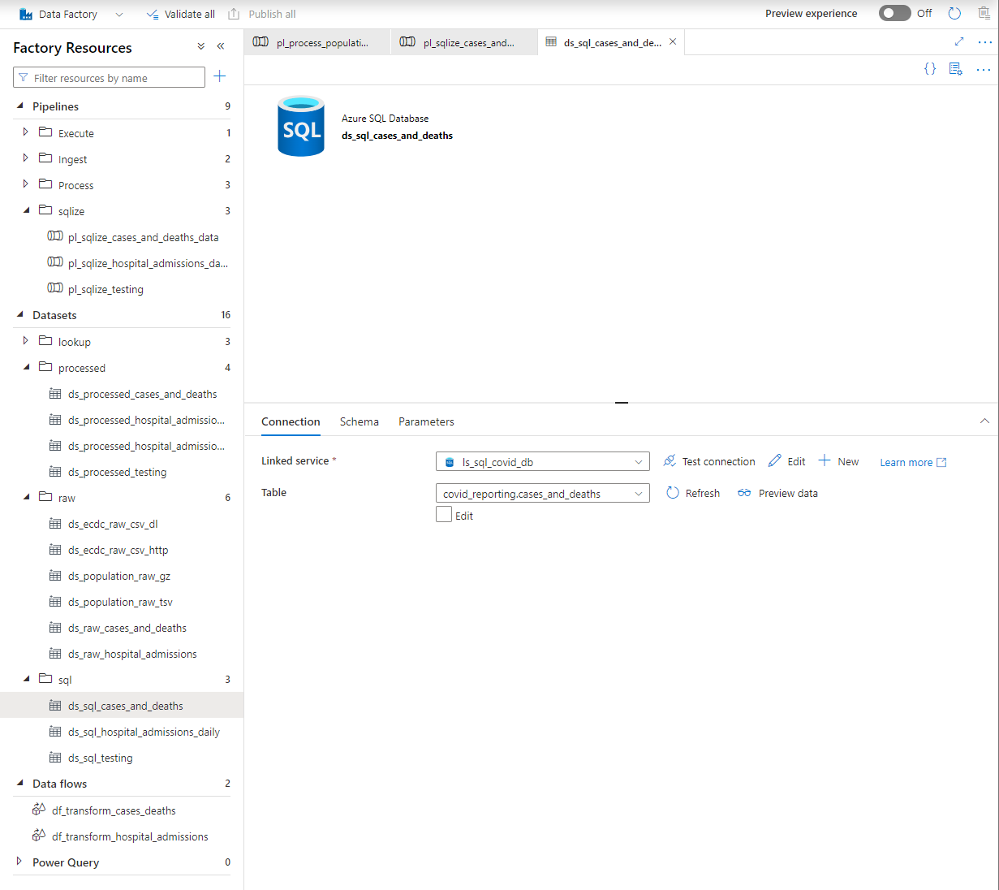 Data Factory
Validate all
Publish all
Preview experience
Off
Factory Resources
Filter resources by name
Pipelines 9
Execute 1
Ingest 2
Process 3
sqlize 3
pl_sqlize_cases_and_deaths_data
pl_sqlize_hospital_admissions_da...
pl_sqlize_testing
Datasets 16
lookup 3
processed 4
ds_processed_cases_and_deaths
ds_processed_hospital_admissio...
ds_processed_hospital_admissio...
ds_processed_testing
raw 6
ds_ecdc_raw_csv_dl
ds_ecdc_raw_csv_http
ds_population_raw_gz
ds_population_raw_tsv
ds_raw_cases_and_deaths
ds_raw_hospital_admissions
sql 3
ds_sql_cases_and_deaths
ds_sql_hospital_admissions_daily
ds_sql_testing
Data flows 2
df_transform_cases_deaths
df_transform_hospital_admissions
Power Query 0
pl_process_populati...
pl_sqlize_cases_and...
ds_sql_cases_and_de...
{}
SQL
Azure SQL Database
ds_sql_cases_and_deaths
Connection
Schema
Parameters
Linked service *
ls_sql_covid_db
Test connection
Edit
New
Learn more
Table
covid_reporting.cases_and_deaths
Refresh
Preview data
Edit